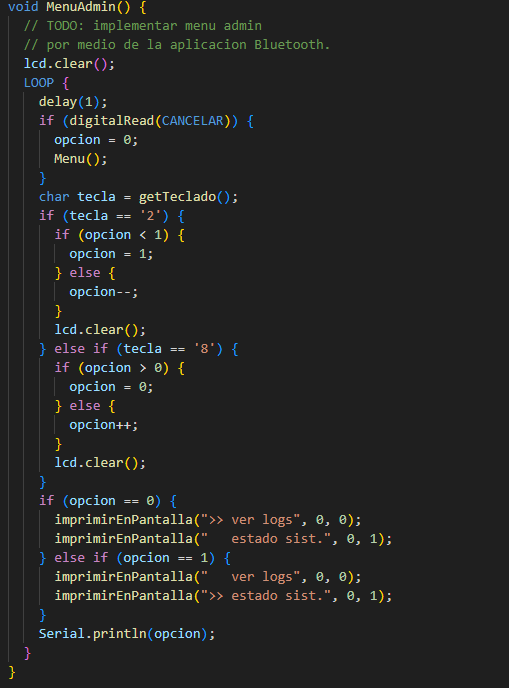 void MenuAdmin() {
  // TODO: implementar menu admin
  // por medio de la aplicacion Bluetooth.
  lcd.clear();
  LOOP {
    delay(1);
    if (digitalRead(CANCELAR)) {
      opcion = 0;
      Menu();
    }
    char tecla = getTeclado();
    if (tecla == '2') {
      if (opcion < 1) {
        opcion = 1;
      } else {
        opcion--;
      }
      lcd.clear();
    } else if (tecla == '8') {
      if (opcion > 0) {
        opcion = 0;
      } else {
        opcion++;
      }
      lcd.clear();
    }
    if (opcion == 0) {
      imprimirEnPantalla(">> ver logs", 0, 0);
      imprimirEnPantalla("   estado sist.", 0, 1);
    } else if (opcion == 1) {
      imprimirEnPantalla("   ver logs", 0, 0);
      imprimirEnPantalla(">> estado sist.", 0, 1);
    }
    Serial.println(opcion);
  }
}